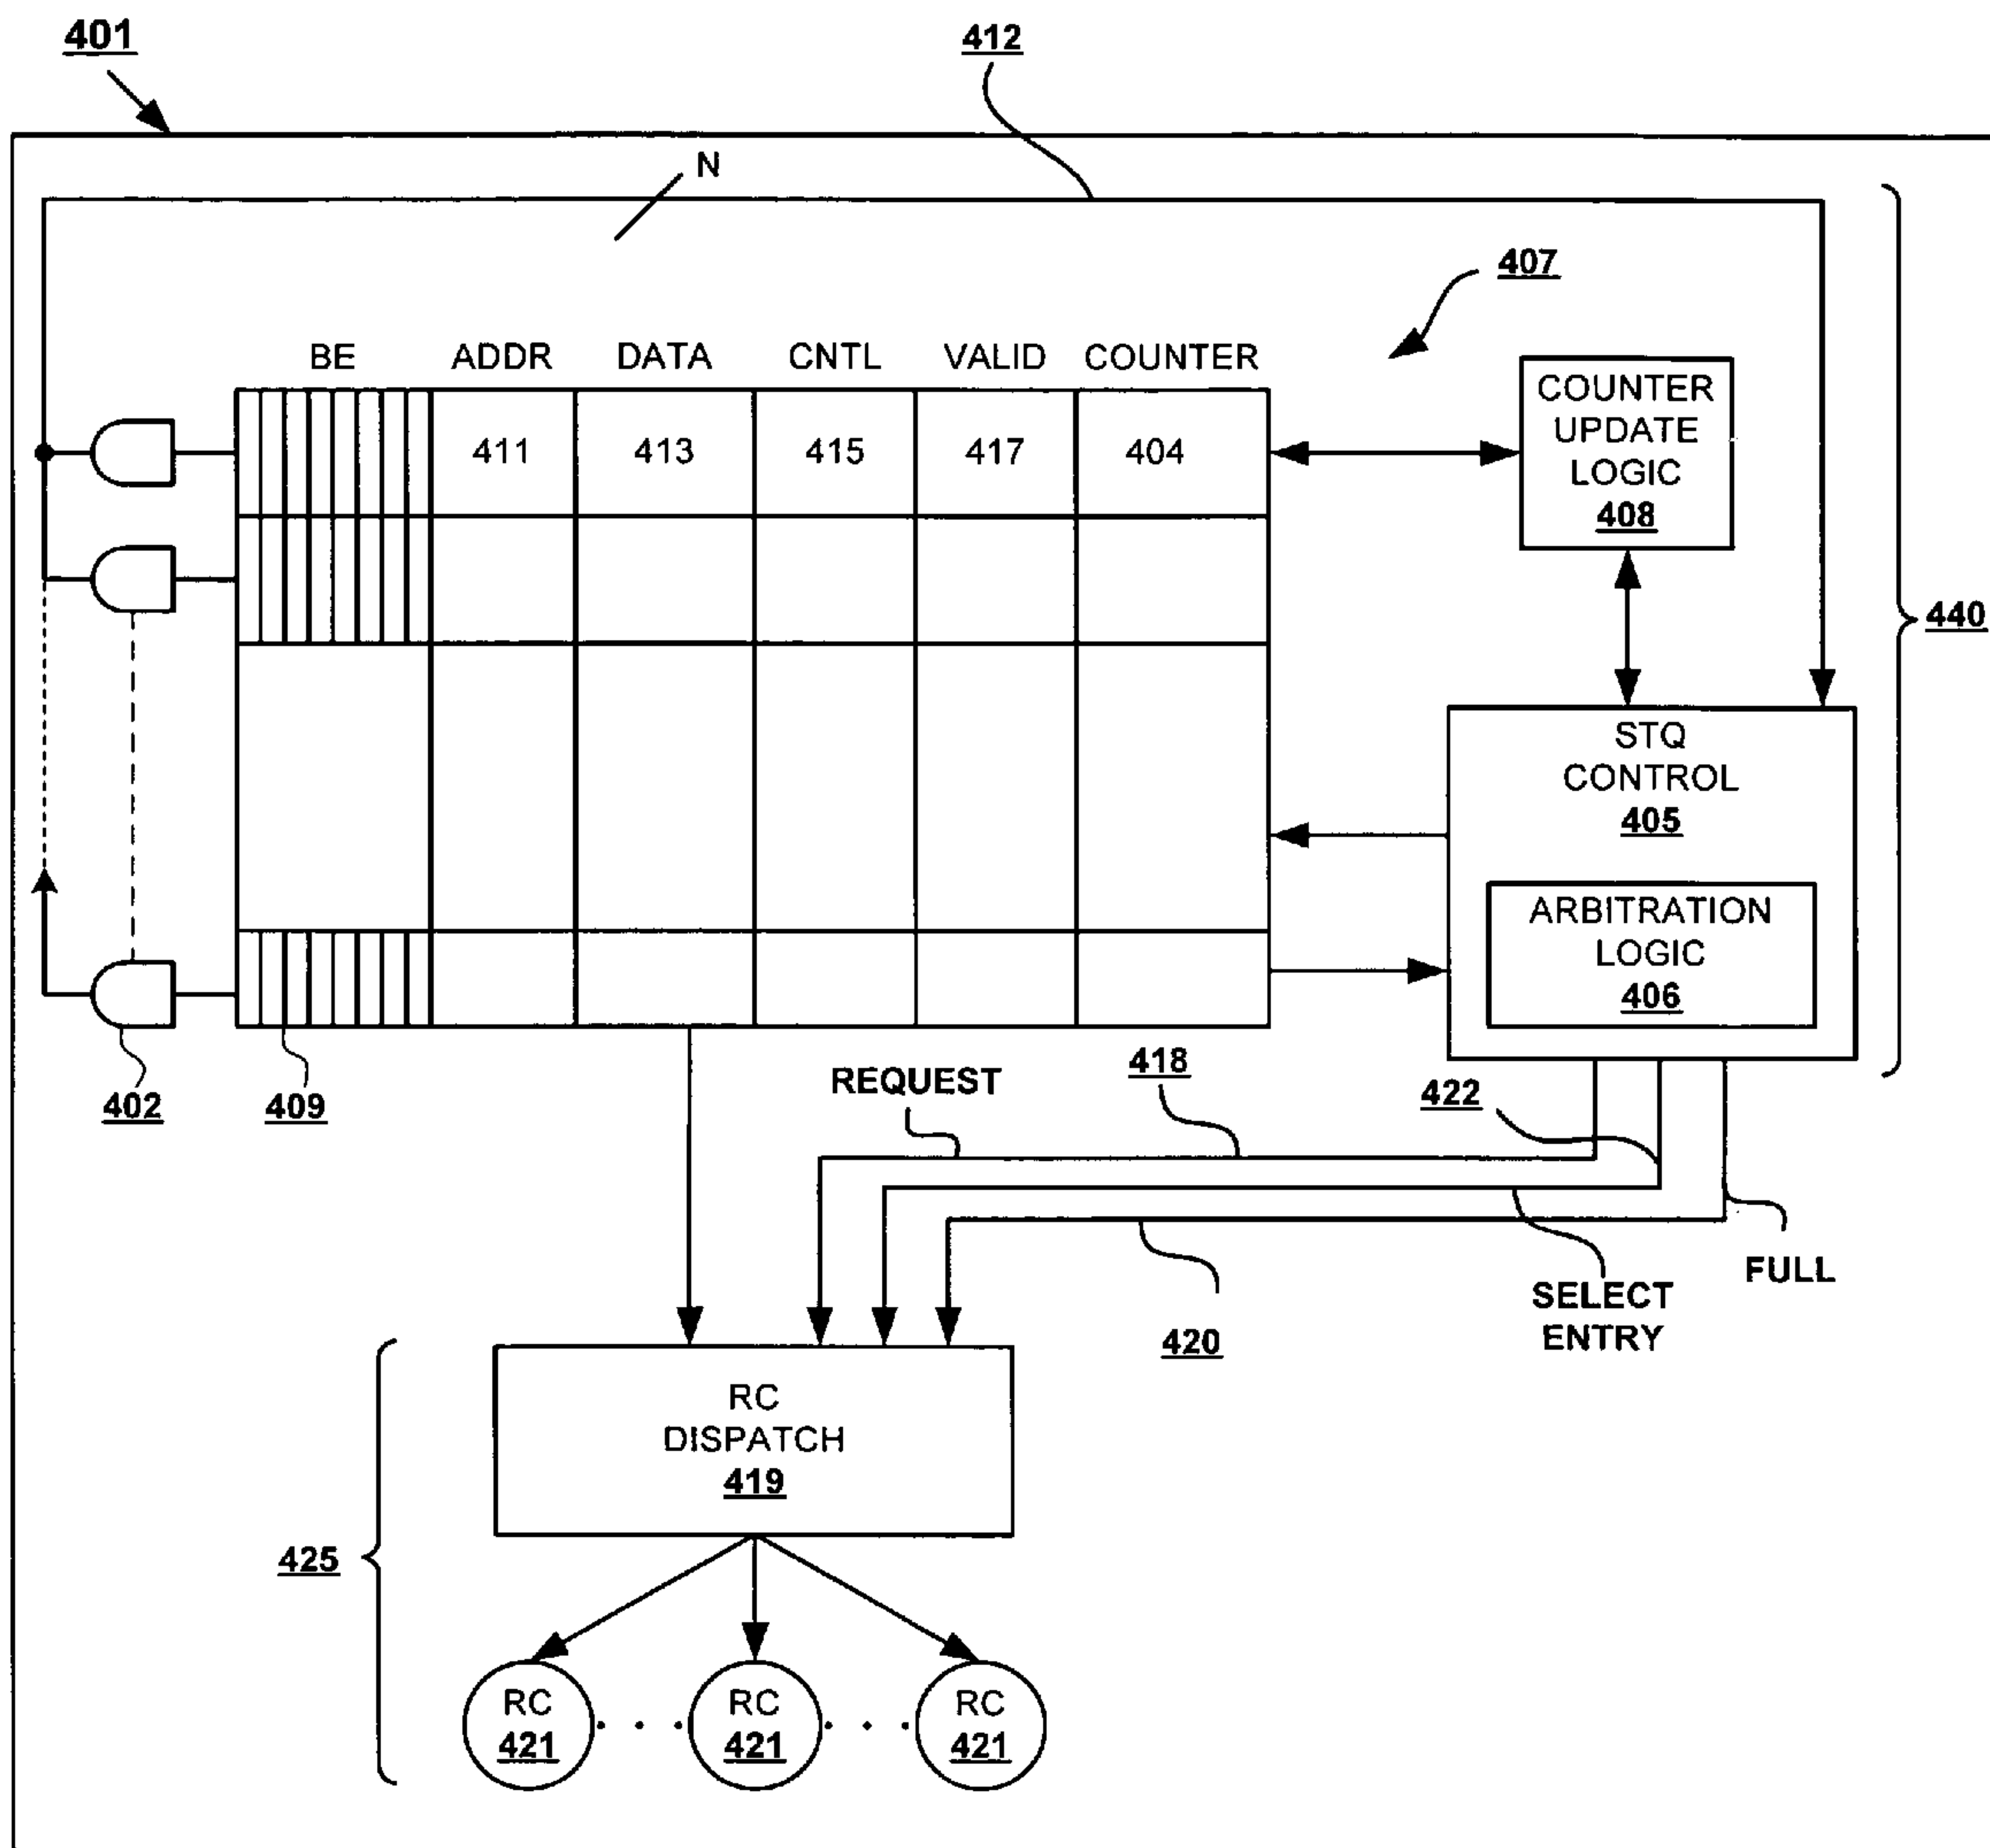 401
412
N
407
BE ADDR DATA CNTL VALID COUNTER
411 413 415 417 404
COUNTER
UPDATE
LOGIC
408
440
STQ
CONTROL
405
ARBITRATION
LOGIC
406
402 409
REQUEST 418 422
420
SELECT
ENTRY
FULL
RC
DISPATCH
419
425
RC RC RC
421 421 421